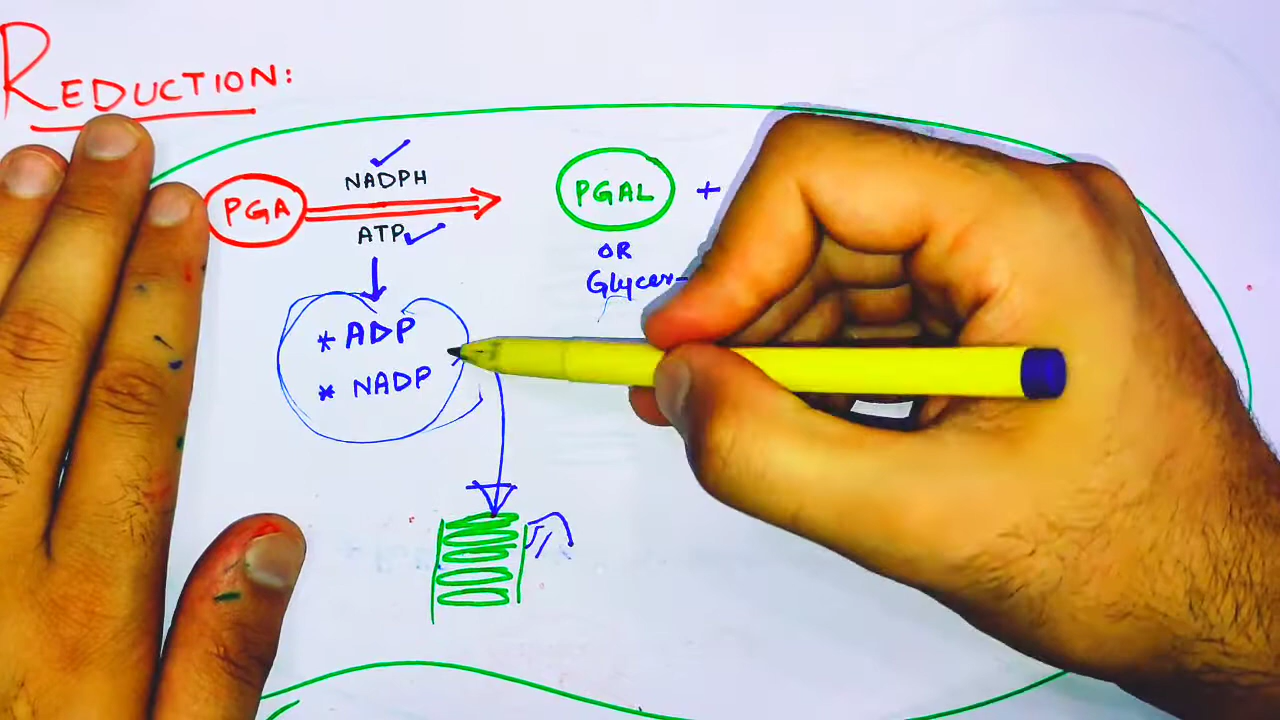 REDUCTION:
NADPH
PGA
ATP
PGAL +
OR
Glycer-
* ADP
* NADP